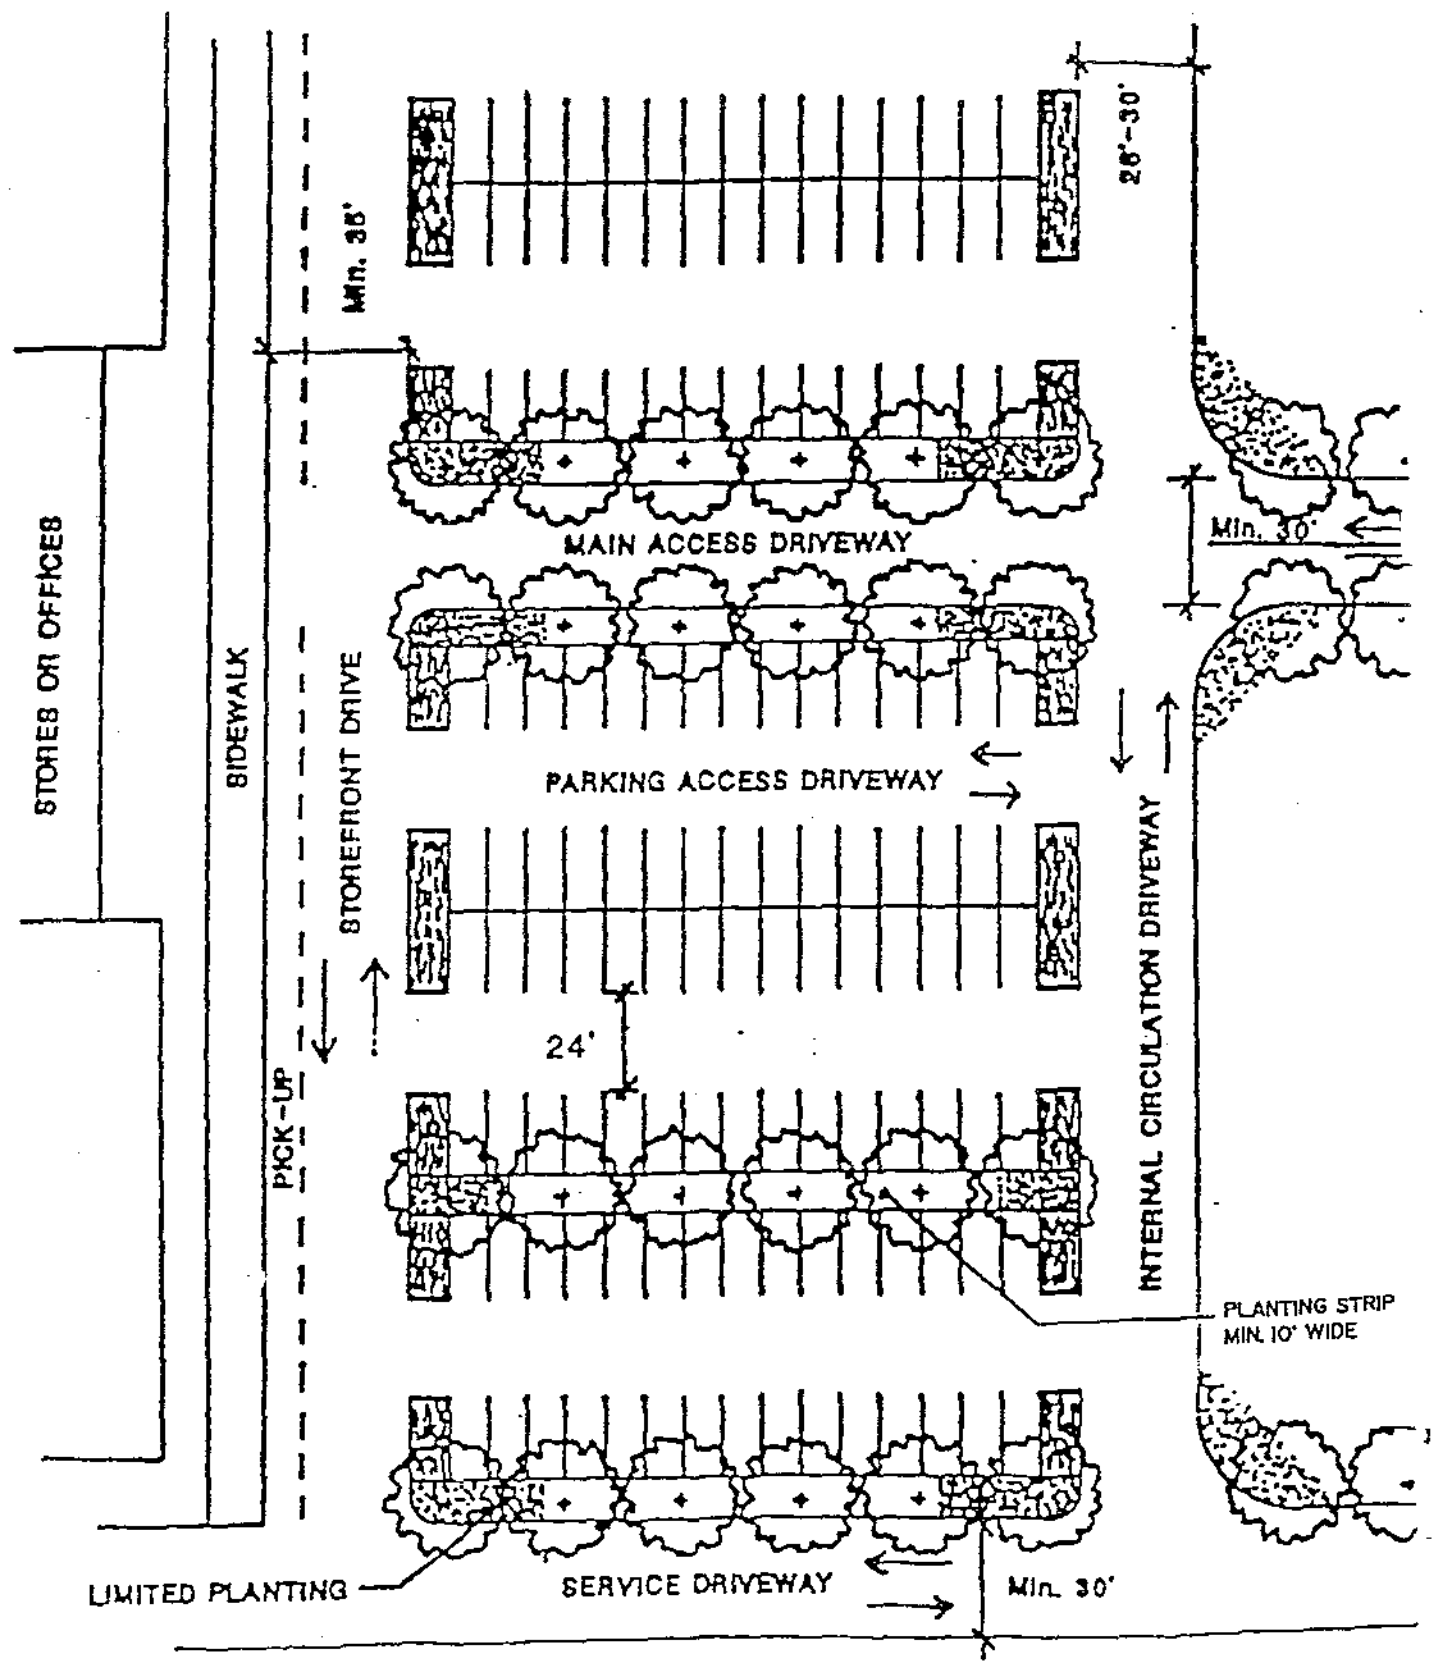 28'-30'
Min. 35'
MAIN ACCESS DRIVEWAY
Min. 30'
STORES OR OFFICES
SIDEWALK
STOREFRONT DRIVE
PARKING ACCESS DRIVEWAY
INTERNAL CIRCULATION DRIVEWAY
24'
PICK-UP
PLANTING STRIP
MIN. 10' WIDE
LIMITED PLANTING
SERVICE DRIVEWAY
Min. 30'